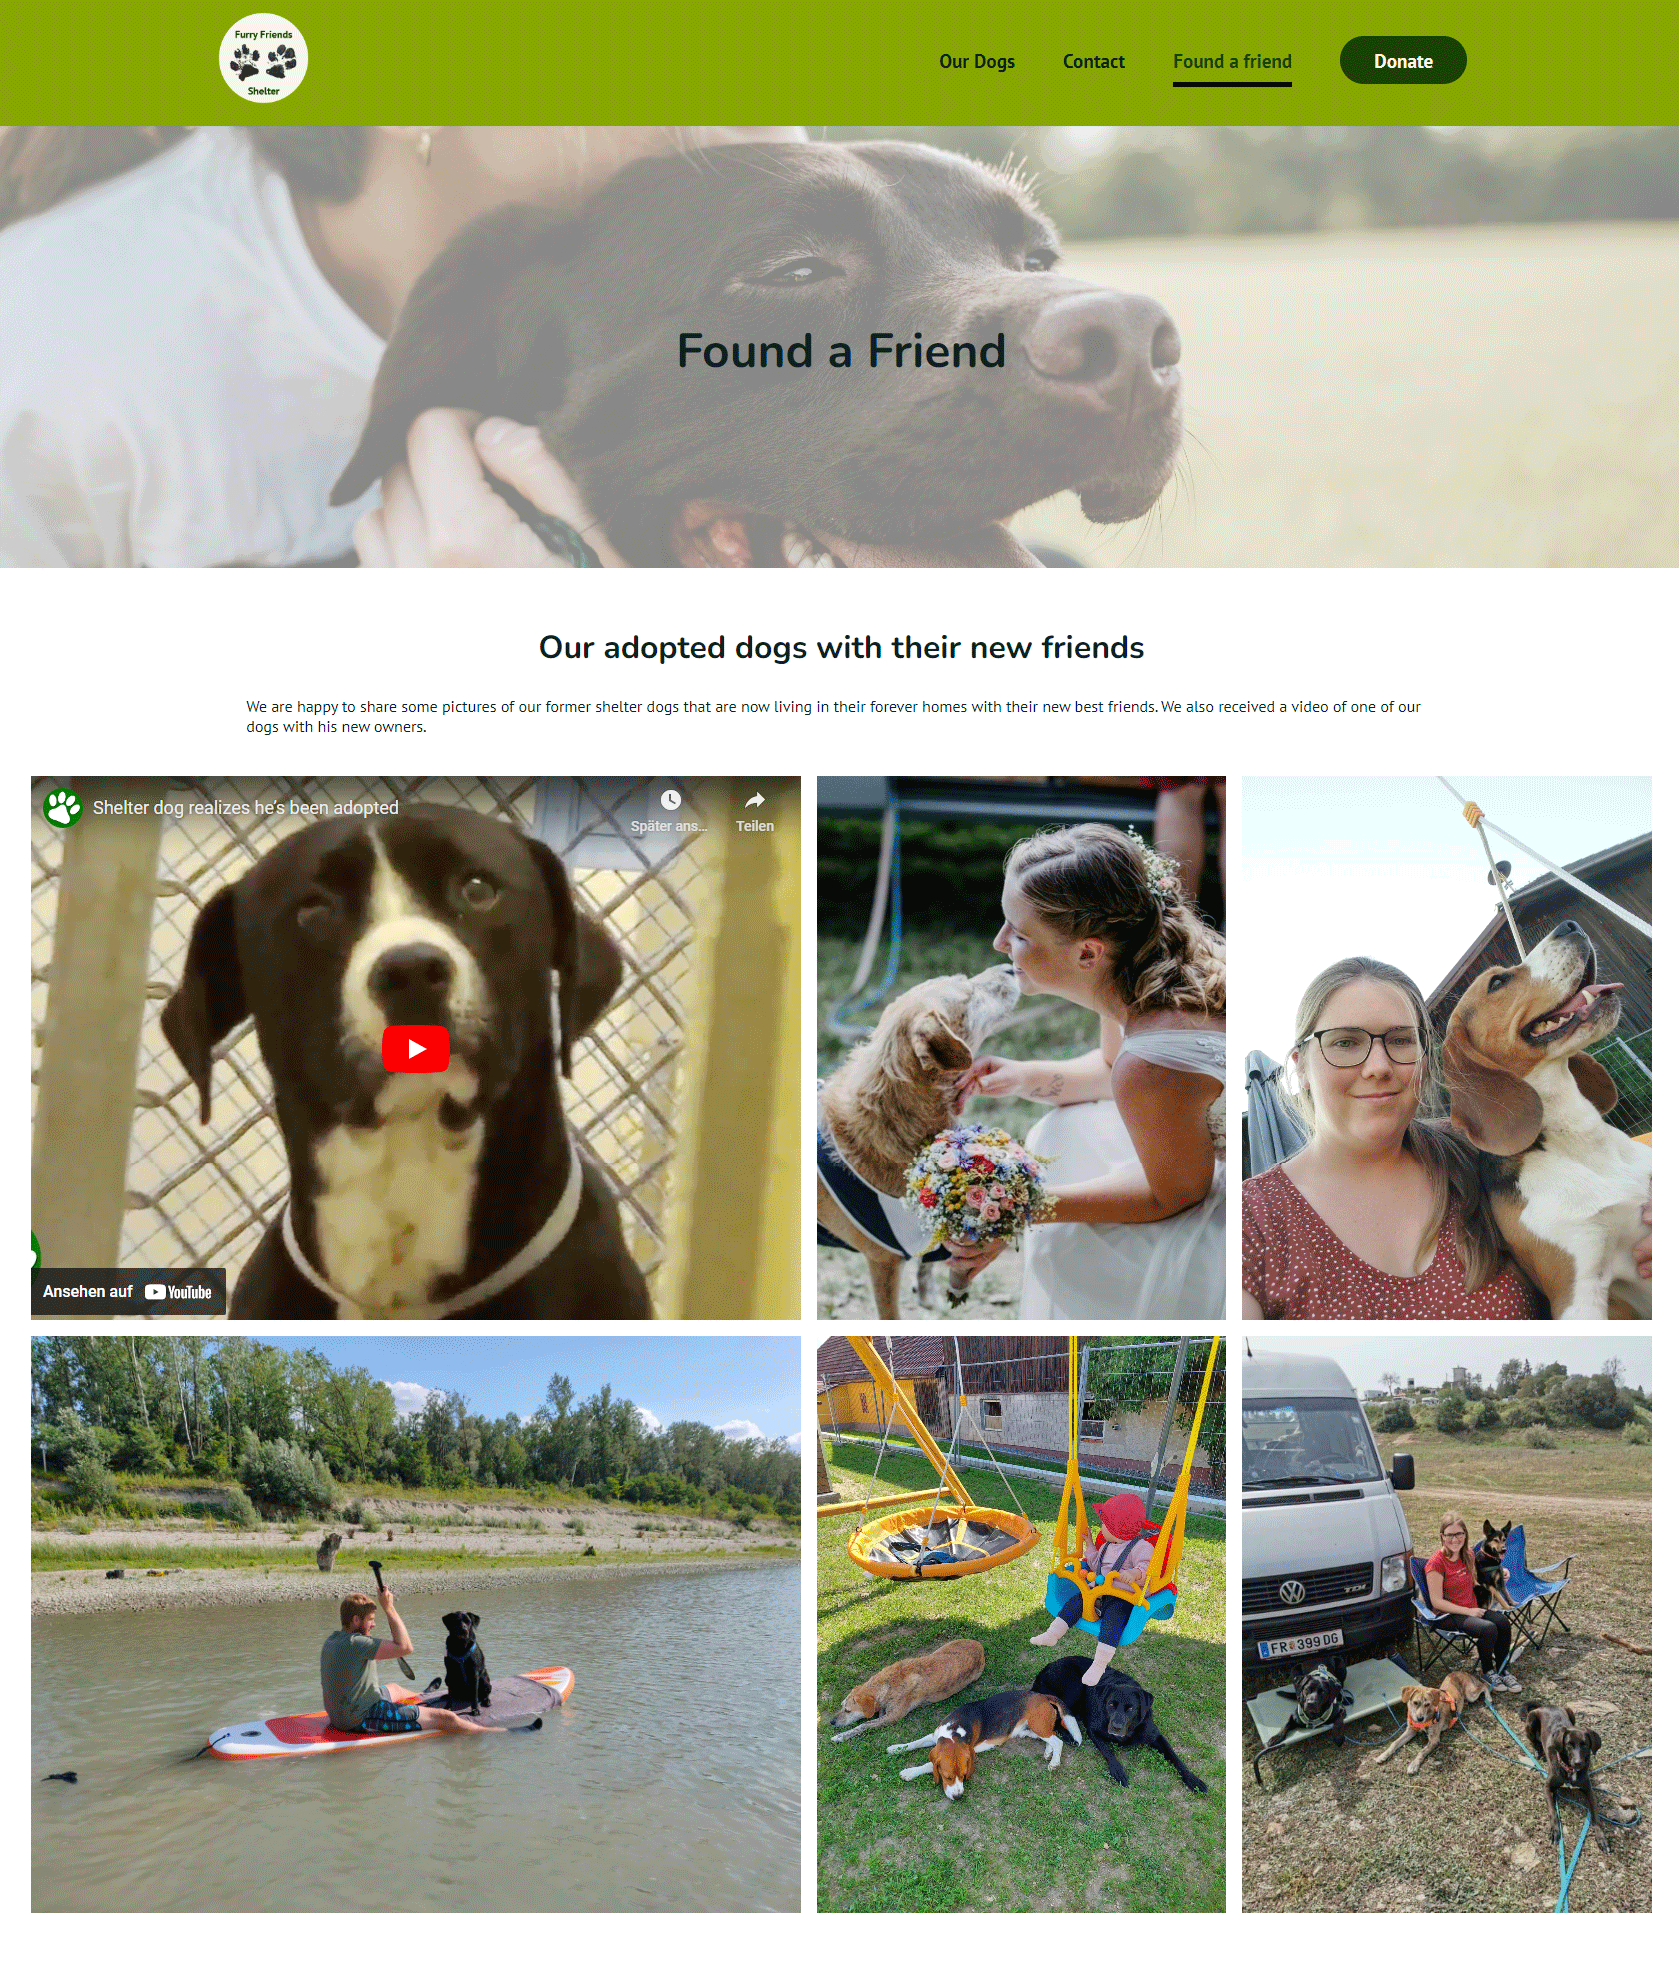 Furry Friends
Shelter
Our Dogs
Contact
Found a friend
Donate
Found a Friend
Our adopted dogs with their new friends
We are happy to share some pictures of our former shelter dogs that are now living in their forever homes with their new best friends. We also received a video of one of our
dogs with his new owners.
Shelter dog realizes he's been adopted
Später ans...
Teilen
Ansehen auf YouTube
TDI
FR 399 DG